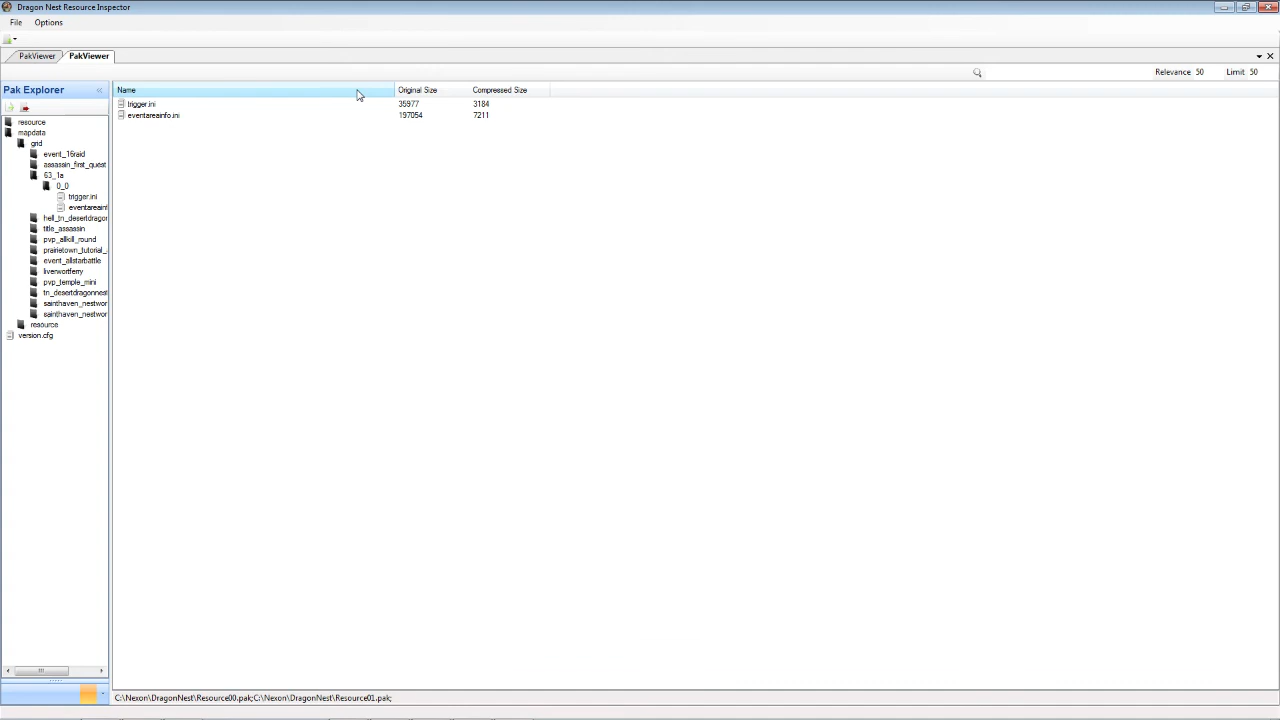 Dragon Nest Resource Inspector
File Options
PakViewer PakViewer
Relevance 50 Limit 50
Pak Explorer
Name Original Size Compressed Size
trigger.ini 35977 3184
eventareainfo.ini 197054 7211
resource
mapdata
grid
event_16raid
assassin_first_quest
63_1a
0_0
trigger.ini
eventareainf
hell_tn_desertdragor
title_assassin
pvp_allkill_round
prairietown_tutorial_
event_allstarbattle
liverwortferry
pvp_temple_mini
tn_desertdragonnest
sainthaven_nestwor
sainthaven_nestwor
resource
version.cfg
C:\Nexon\DragonNest\Resource00.pak;C:\Nexon\DragonNest\Resource01.pak;